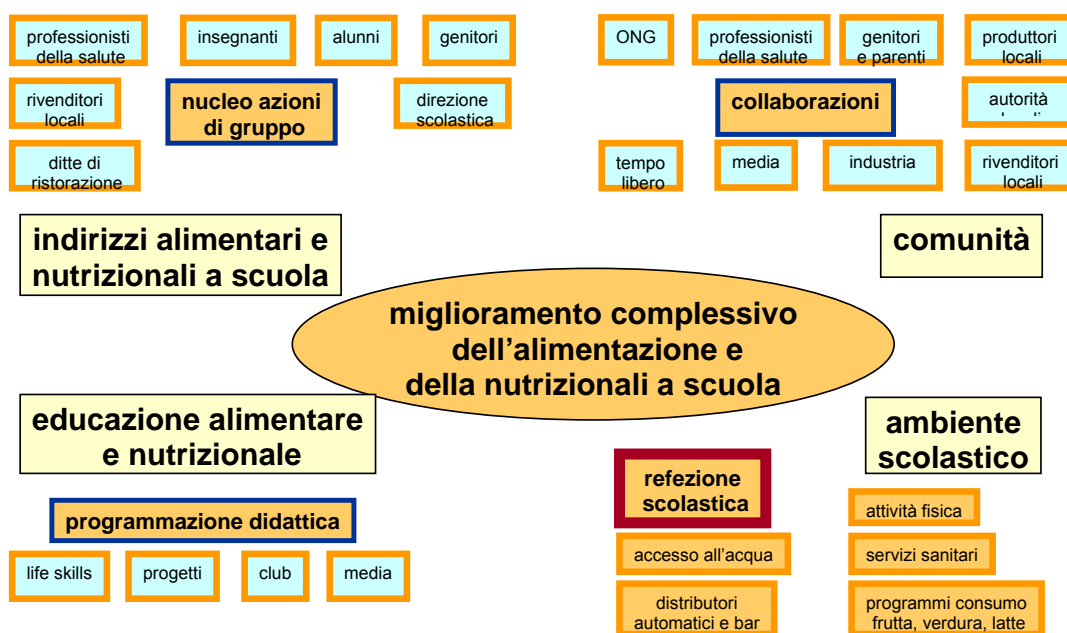 professionisti
della salute
insegnanti
alunni
genitori
rivenditori
locali
nucleo azioni
di gruppo
direzione
scolastica
ditte di
ristorazione
ONG
professionisti
della salute
genitori
e parenti
produttori
locali
collaborazioni
autorità
tempo
libero
media
industria
rivenditori
locali
indirizzi alimentari e
nutrizionali a scuola
comunità
miglioramento complessivo
dell’alimentazione e
della nutrizionali a scuola
educazione alimentare
e nutrizionale
ambiente
scolastico
programmazione didattica
life skills
progetti
club
media
refezione
scolastica
accesso all’acqua
distributori
automatici e bar
attività fisica
servizi sanitari
programmi consumo
frutta, verdura, latte